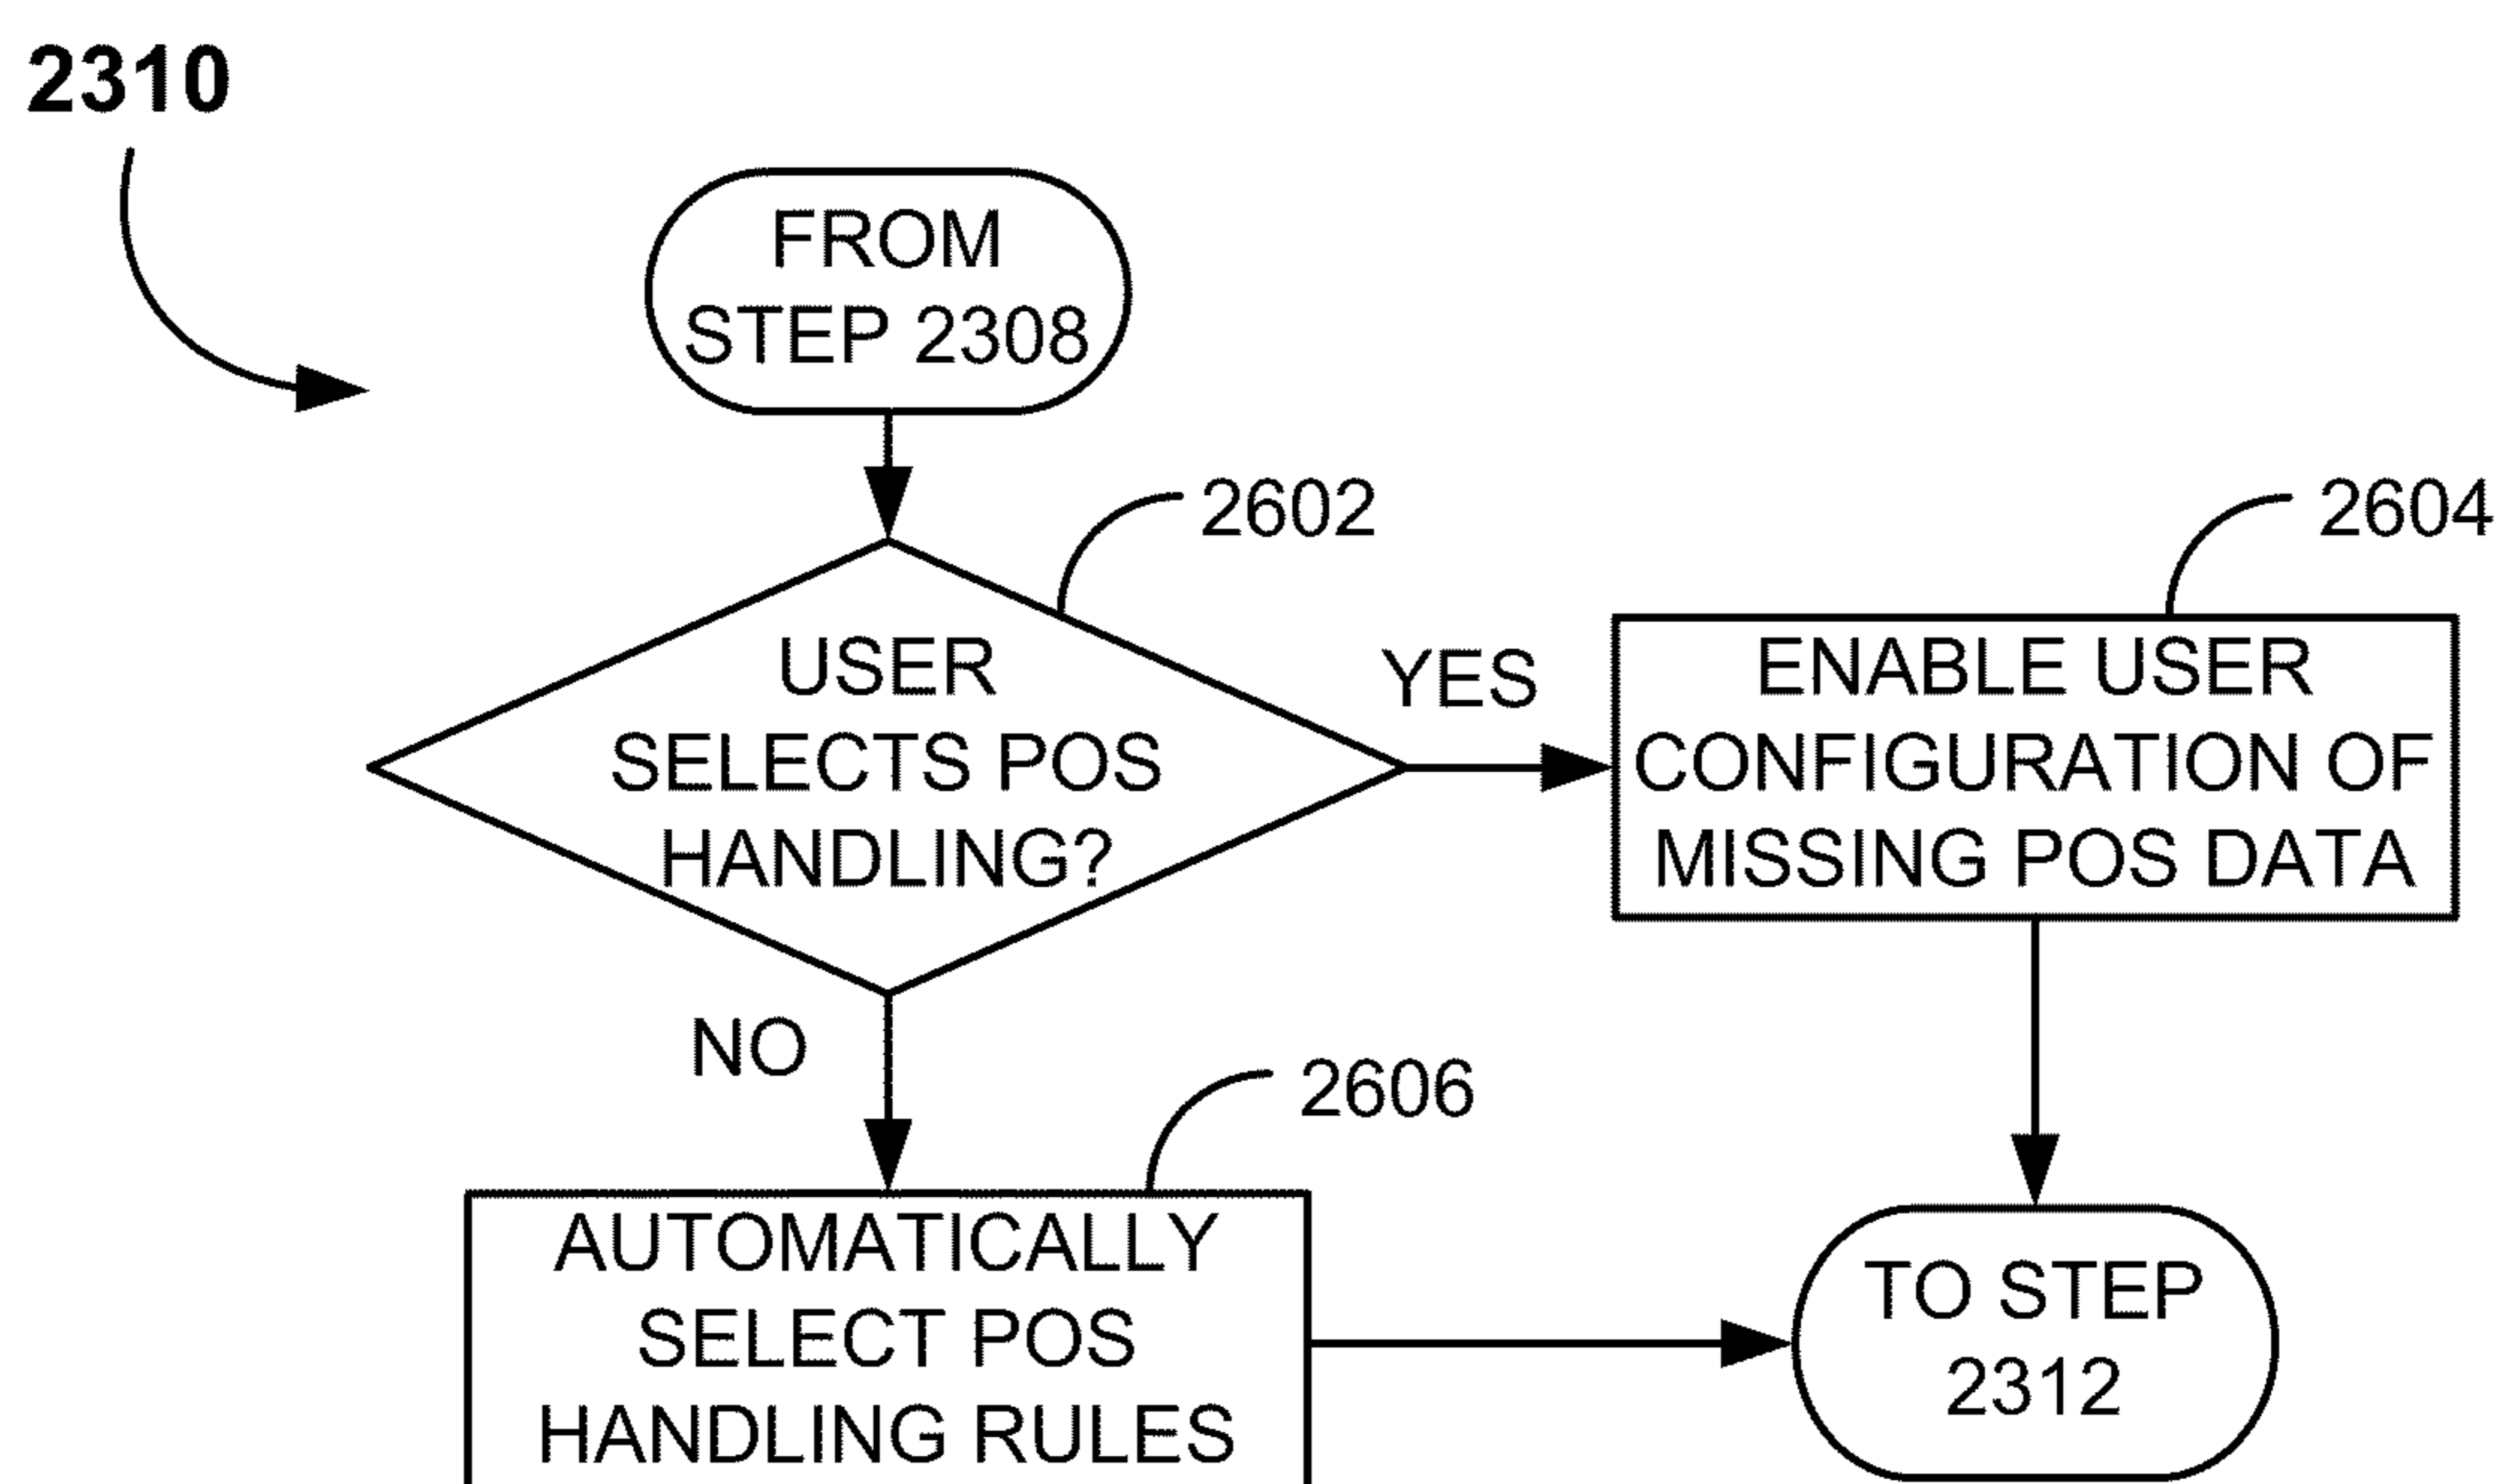 2310
FROM
STEP 2308
2602
2604
USER
SELECTS POS
HANDLING?
YES
ENABLE USER
CONFIGURATION OF
MISSING POS DATA
NO
2606
AUTOMATICALLY
SELECT POS
HANDLING RULES
TO STEP
2312